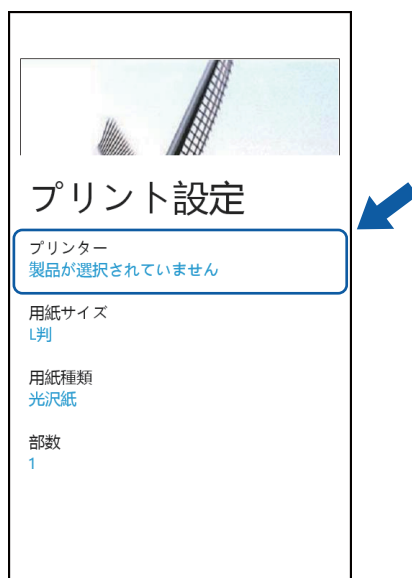 プリント設定
プリンター
製品が選択されていません
用紙サイズ
L判
用紙種類
光沢紙
部数
1